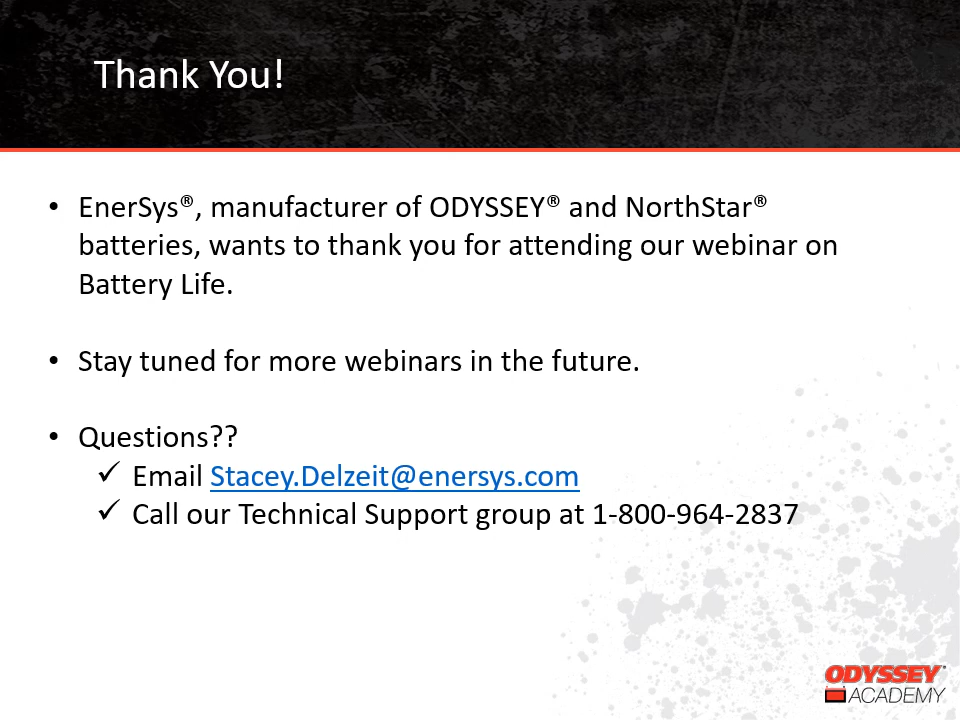 Thank You!
• EnerSys®, manufacturer of ODYSSEY® and NorthStar®
batteries, wants to thank you for attending our webinar on
Battery Life.
• Stay tuned for more webinars in the future.
• Questions??
✓ Email Stacey.Delzeit@enersys.com
✓ Call our Technical Support group at 1-800-964-2837
ODYSSEY®
ACADEMY